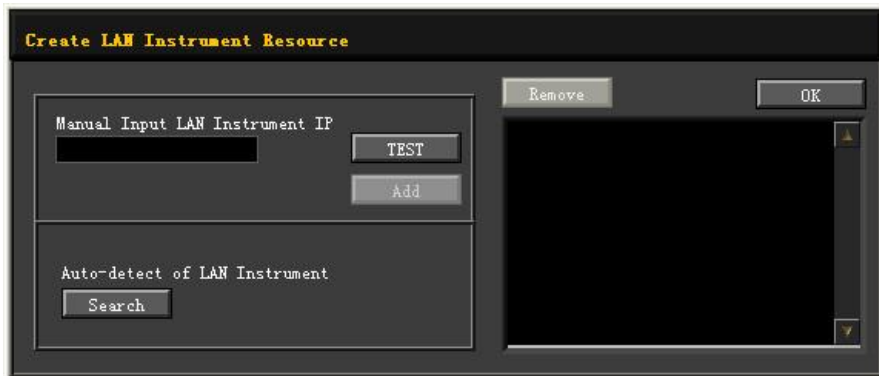 Create LAN Instrument Resource
Manual Input LAN Instrument IP
TEST
Add
Auto-detect of LAN Instrument
Search
Remove
OK